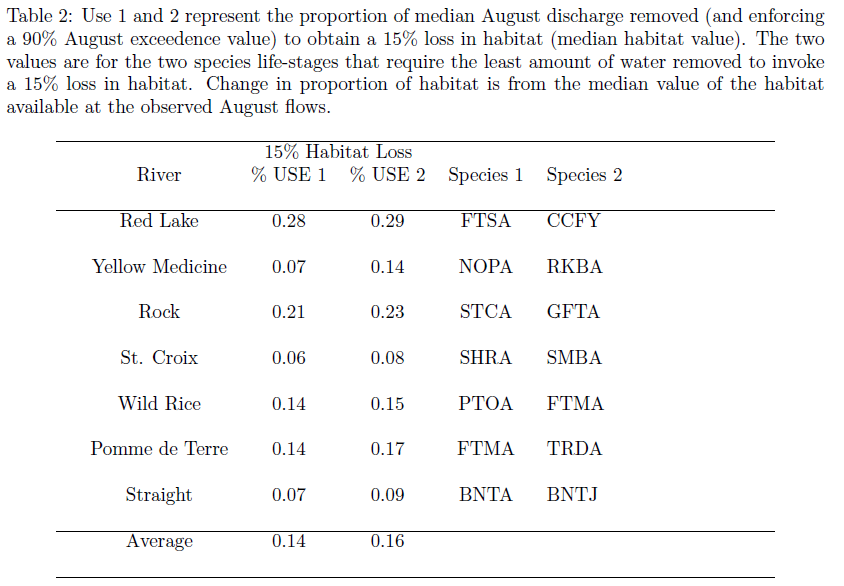 Table 2: Use 1 and 2 represent the proportion of median August discharge removed (and enforcing
a 90% August exceedence value) to obtain a 15% loss in habitat (median habitat value). The two
values are for the two species life-stages that require the least amount of water removed to invoke
a 15% loss in habitat. Change in proportion of habitat is from the median value of the habitat
available at the observed August flows.
15% Habitat Loss
River % USE 1 % USE 2 Species 1 Species 2
Red Lake 0.28 0.29 FTSA CCFY
Yellow Medicine 0.07 0.14 NOPA RKBA
Rock 0.21 0.23 STCA GFTA
St. Croix 0.06 0.08 SHRA SMBA
Wild Rice 0.14 0.15 PTOA FTMA
Pomme de Terre 0.14 0.17 FTMA TRDA
Straight 0.07 0.09 BNTA BNTJ
Average 0.14 0.16